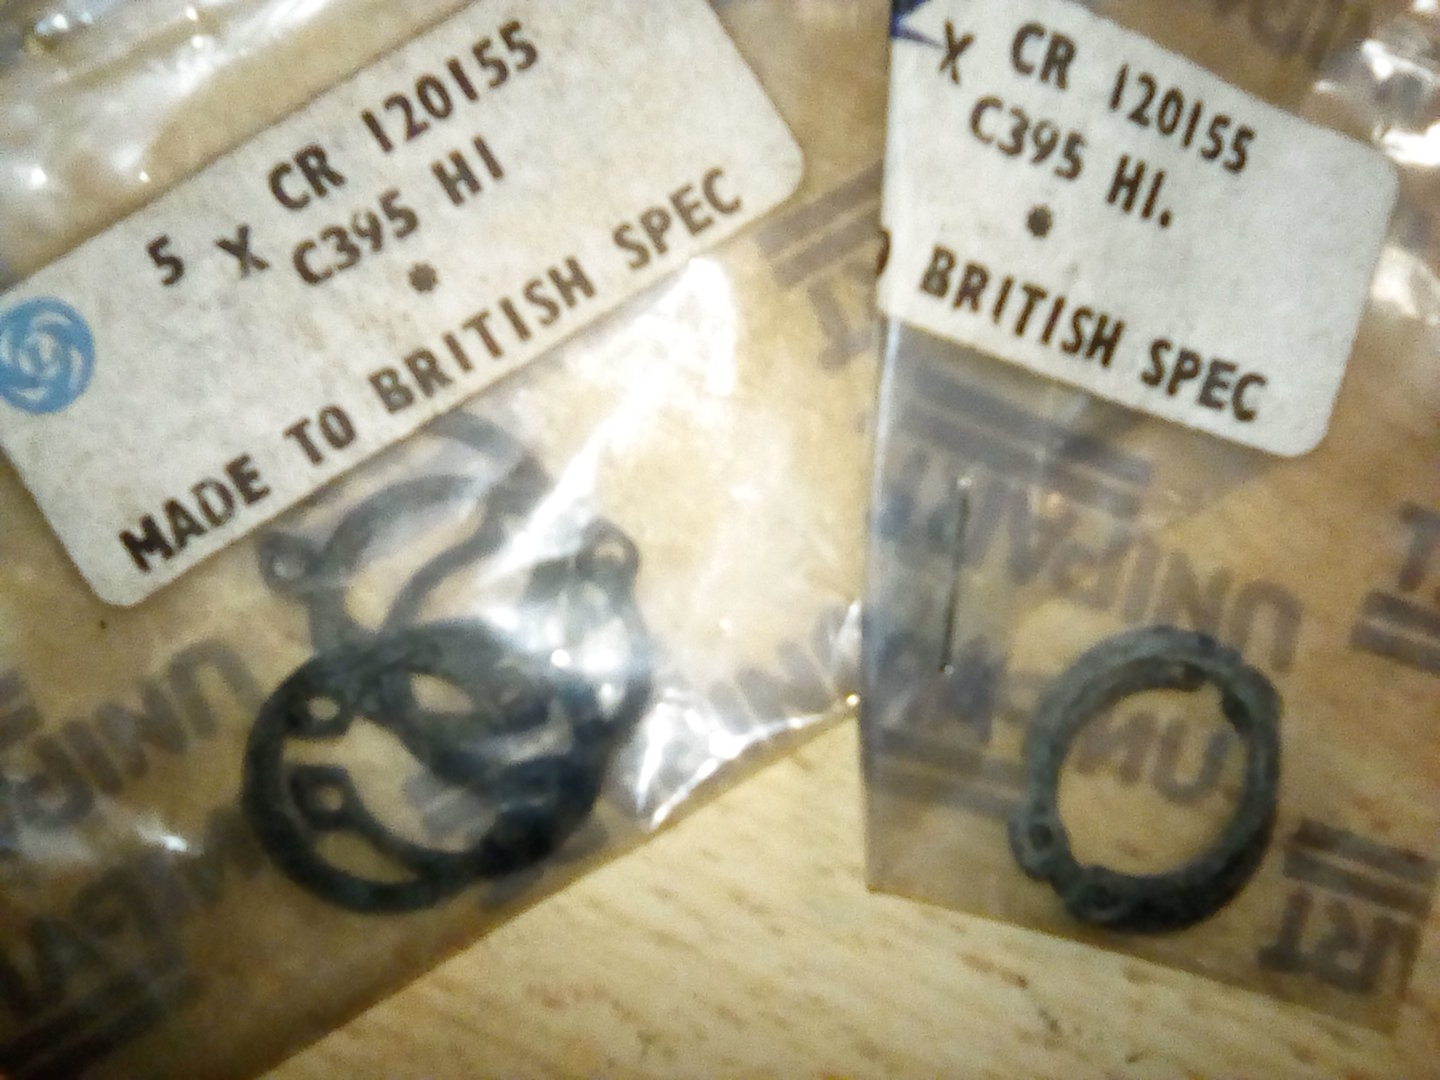 5 X CR 120155
C395 HI
*
MADE TO BRITISH SPEC
X CR 120155
C395 HI.
*
BRITISH SPEC
UNIPART
UNIPART